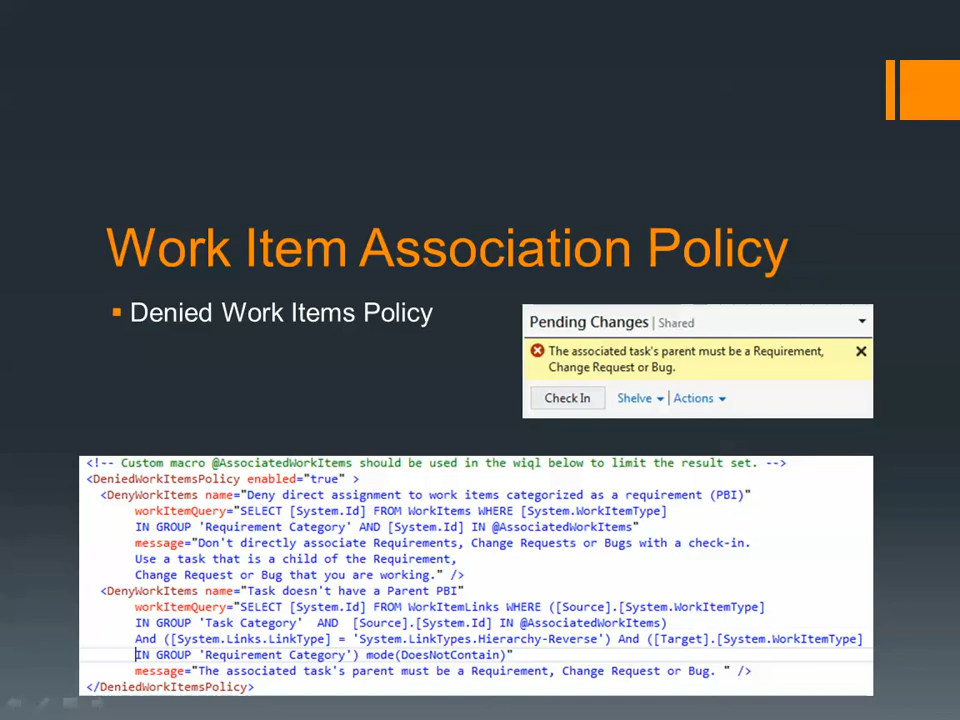 Work Item Association Policy
Denied Work Items Policy
Pending Changes | Shared
The associated task's parent must be a Requirement,
Change Request or Bug.
Check In Shelve | Actions
<!-- Custom macro @AssociatedWorkItems should be used in the wiql below to limit the result set. -->
<DeniedWorkItemsPolicy enabled="true" >
<DenyWorkItems name="Deny direct assignment to work items categorized as a requirement (PBI)"
workItemQuery="SELECT [System.Id] FROM WorkItems WHERE [System.WorkItemType]
IN GROUP 'Requirement Category' AND [System.Id] IN @AssociatedWorkItems"
message="Don't directly associate Requirements, Change Requests or Bugs with a check-in.
Use a task that is a child of the Requirement,
Change Request or Bug that you are working." />
<DenyWorkItems name="Task doesn't have a Parent PBI"
workItemQuery="SELECT [System.Id] FROM WorkItemLinks WHERE ([Source].[System.WorkItemType]
IN GROUP 'Task Category'  AND  [Source].[System.Id] IN @AssociatedWorkItems)
And ([System.Links.LinkType] = 'System.LinkTypes.Hierarchy-Reverse') And ([Target].[System.WorkItemType]
IN GROUP 'Requirement Category') mode(DoesNotContain)"
message="The associated task's parent must be a Requirement, Change Request or Bug. " />
</DeniedWorkItemsPolicy>